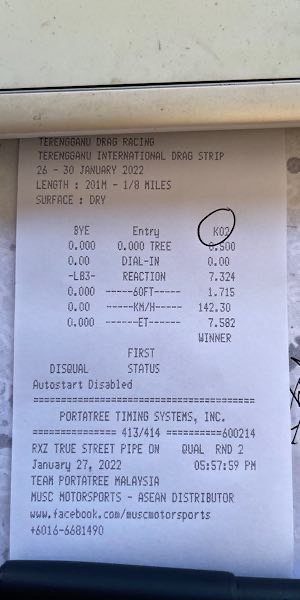 TERENGGANU DRAG RACING
TERENGGANU INTERNATIONAL DRAG STRIP
26 - 30 JANUARY 2022
LENGTH : 201M - 1/8 MILES
SURFACE : DRY
BYE Entry K02
0.000 0.000 TREE 0.500
0.00 DIAL-IN 0.00
-LB3- REACTION 7.324
0.000 -----60FT----- 1.715
0.00 -----KM/H----- 142.30
0.000 ------ET------ 7.582
WINNER
FIRST
DISQUAL STATUS
Autostart Disabled
========================================
PORTATREE TIMING SYSTEMS, INC.
=============== 413/414 ==========600214
RXZ TRUE STREET PIPE ON QUAL RND 2
January 27, 2022 05:57:59 PM
TEAM PORTATREE MALAYSIA
MUSC MOTORSPORTS - ASEAN DISTRIBUTOR
www.facebook.com/muscmotorsports
+6016-6681490